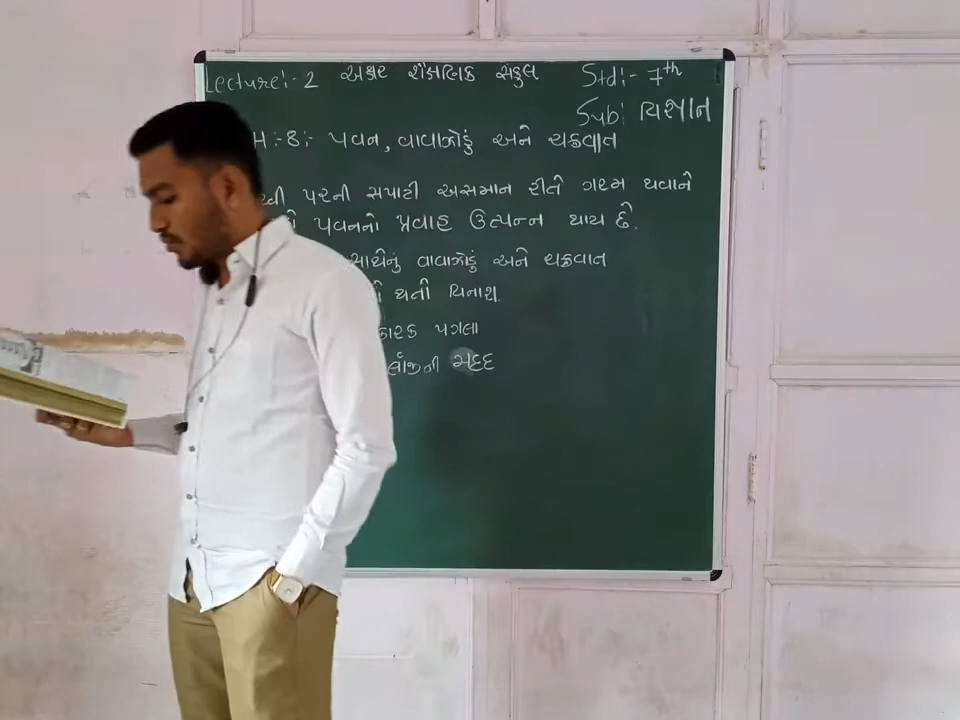 Lecture:- 2 અક્ષર શૈક્ષણિક સંકુલ Std:- 7th
Sub: વિજ્ઞાન
H:-8:- પવન, વાવાઝોડું અને ચક્રવાત
પરની સપાટી અસમાન રીતે ગરમ થવાને
પવનનો પ્રવાહ ઉત્પન્ન થાય છે.
સાથેનું વાવાઝોડું અને ચક્રવાત
થતો વિનાશ
પગલા
મદદ